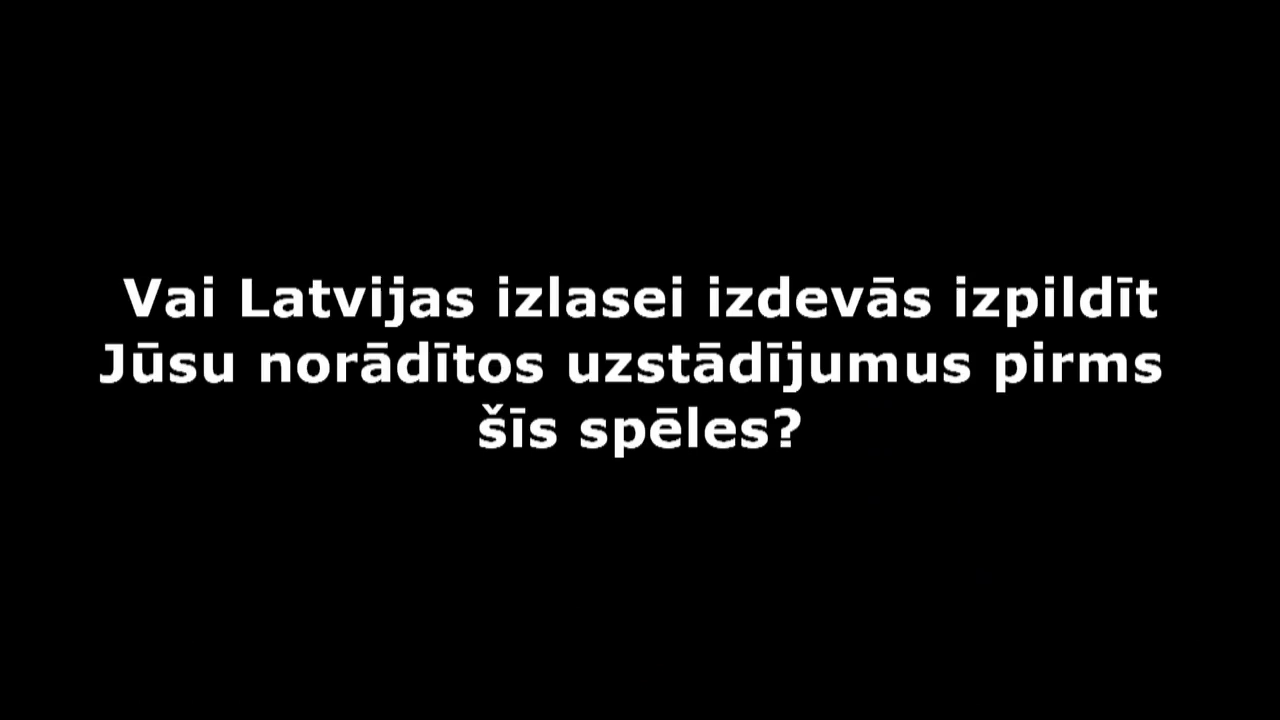 Vai Latvijas izlasei izdevās izpildīt
Jūsu norādītos uzstādījumus pirms
šīs spēles?